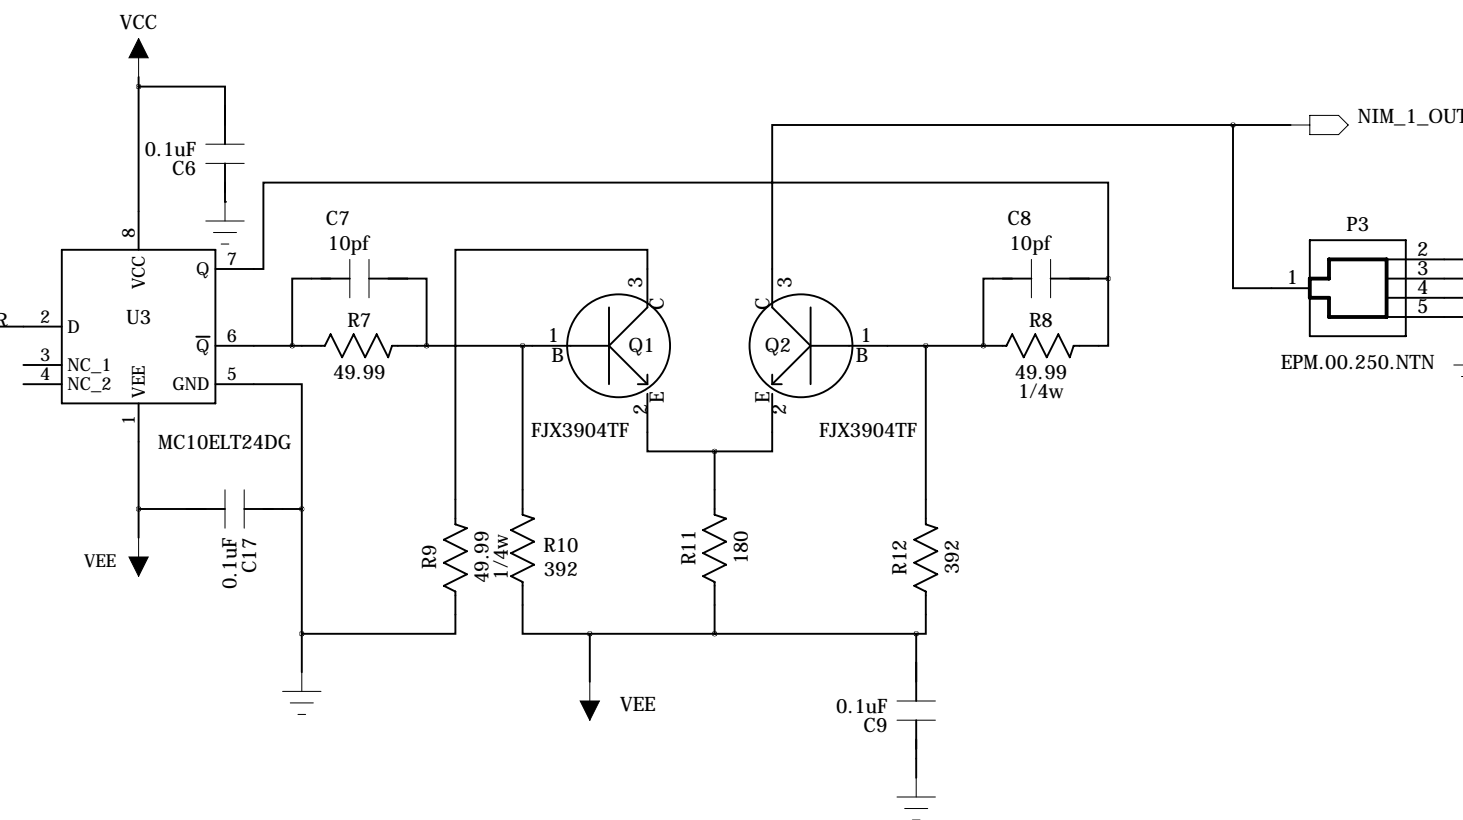 VCC
NIM_1_OUT
0.1uF
C6
C7
10pf
C8
10pf
P3
8
VCC
Q
7
3
C
3
C
2
3
4
5
1
R
2
D
U3
R7
Q
6
1
B
Q1
Q2
1
B
R8
3
NC_1
4
NC_2
VEE
GND
5
49.99
49.99
1/4w
EPM.00.250.NTN
1
2
E
E
2
MC10ELT24DG
FJX3904TF
FJX3904TF
VEE
0.1uF
C17
R9
49.99
1/4w
R10
392
R11
180
R12
392
VEE
0.1uF
C9